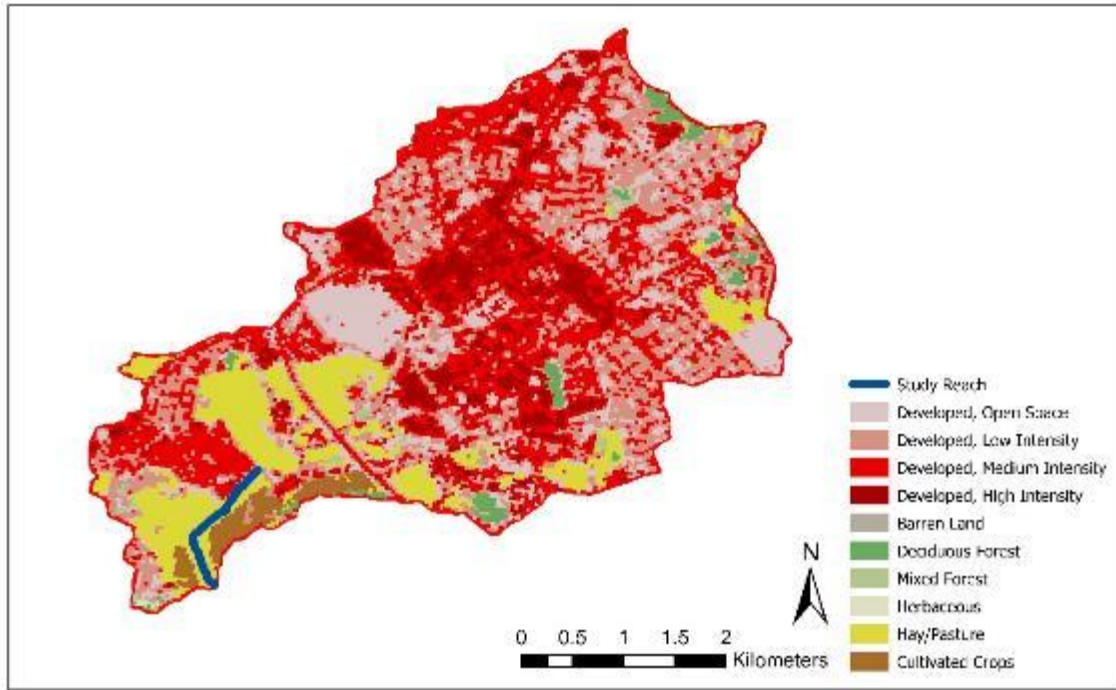 Study Reach
Developed, Open Space
Developed, Low Intensity
Developed, Medium Intensity
Developed, High Intensity
Barren Land
Deciduous Forest
Mixed Forest
Herbaceous
Hay/Pasture
Cultivated Crops
N
0 0.5 1 1.5 2
Kilometers